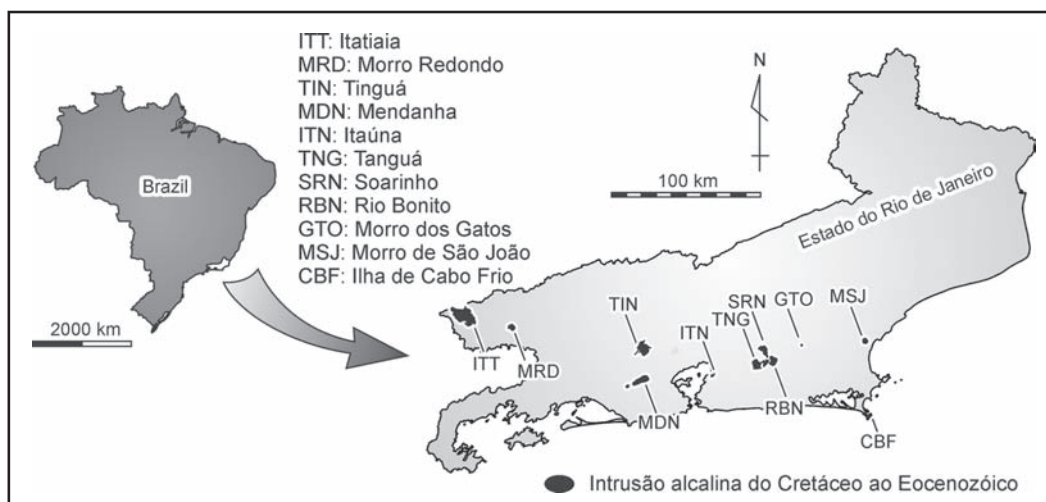 ITT: Itatiaia
MRD: Morro Redondo
TIN: Tinguá
MDN: Mendanha
ITN: Itaúna
TNG: Tanguá
SRN: Soarinho
RBN: Rio Bonito
GTO: Morro dos Gatos
MSJ: Morro de São João
CBF: Ilha de Cabo Frio
Brazil
2000 km
N
100 km
Estado do Rio de Janeiro
TIN
SRN
GTO
MSJ
ITN
TNG
ITT
MRD
MDN
RBN
CBF
Intrusão alcalina do Cretáceo ao Eocenozóico